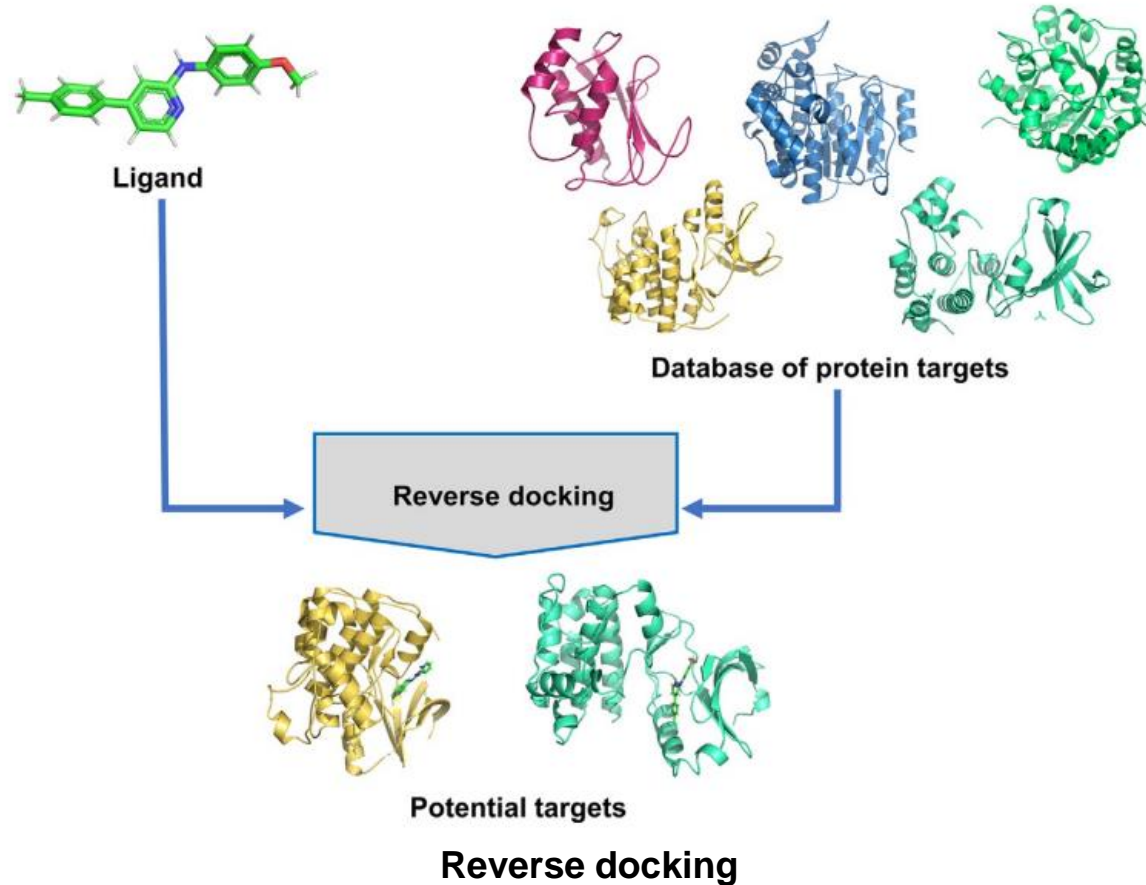 Ligand
Database of protein targets
Reverse docking
Potential targets
Reverse docking